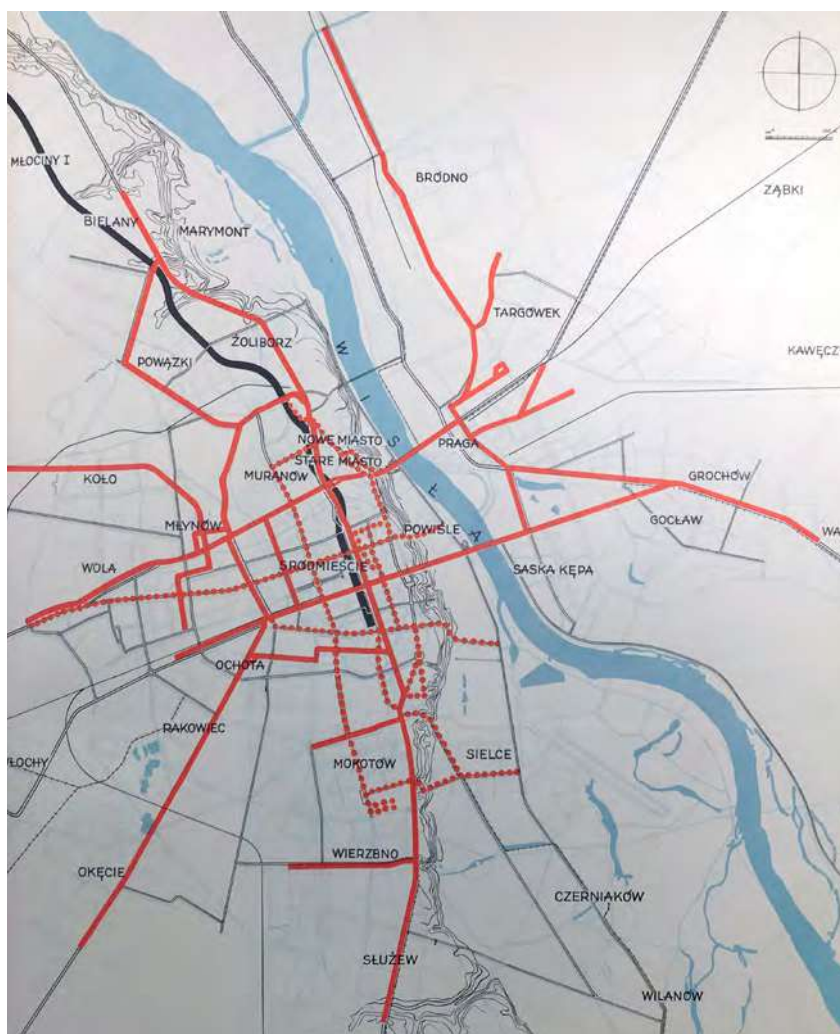 BRÓDNO
ZĄBKI
MŁOCINY I
BIELANY
MARYMONT
TARGÓWEK
ŻOLIBORZ
POWĄZKI
KAWĘCZ
WISŁA
NOWE MIASTO
STARE MIASTO
PRAGA
MURANÓW
KOŁO
GROCHÓW
MŁYNÓW
POWIŚLE
GOCŁAW
WA
WOLA
ŚRÓDMIEŚCIE
SASKA KĘPA
OCHOTA
RAKOWIEC
WŁOCHY
MOKOTÓW
SIELCE
OKĘCIE
WIERZBNO
CZERNIAKÓW
SŁUŻEW
WILANÓW